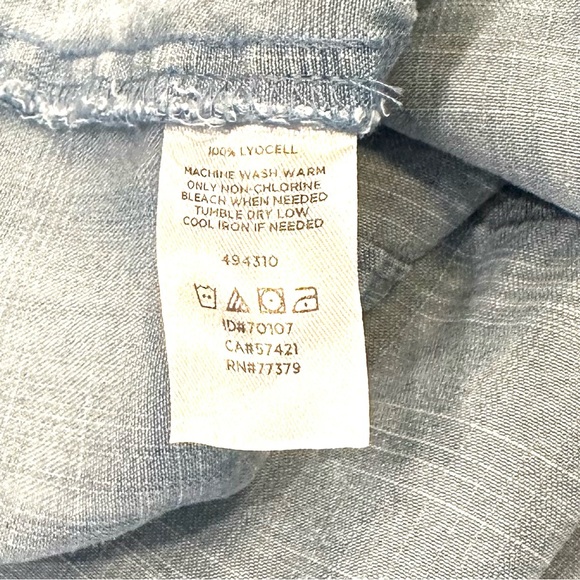 100% LYOCELL
MACHINE WASH WARM
ONLY NON-CHLORINE
BLEACH WHEN NEEDED
TUMBLE DRY LOW
COOL IRON IF NEEDED
494310
ID#70107
CA#57421
RN#77379